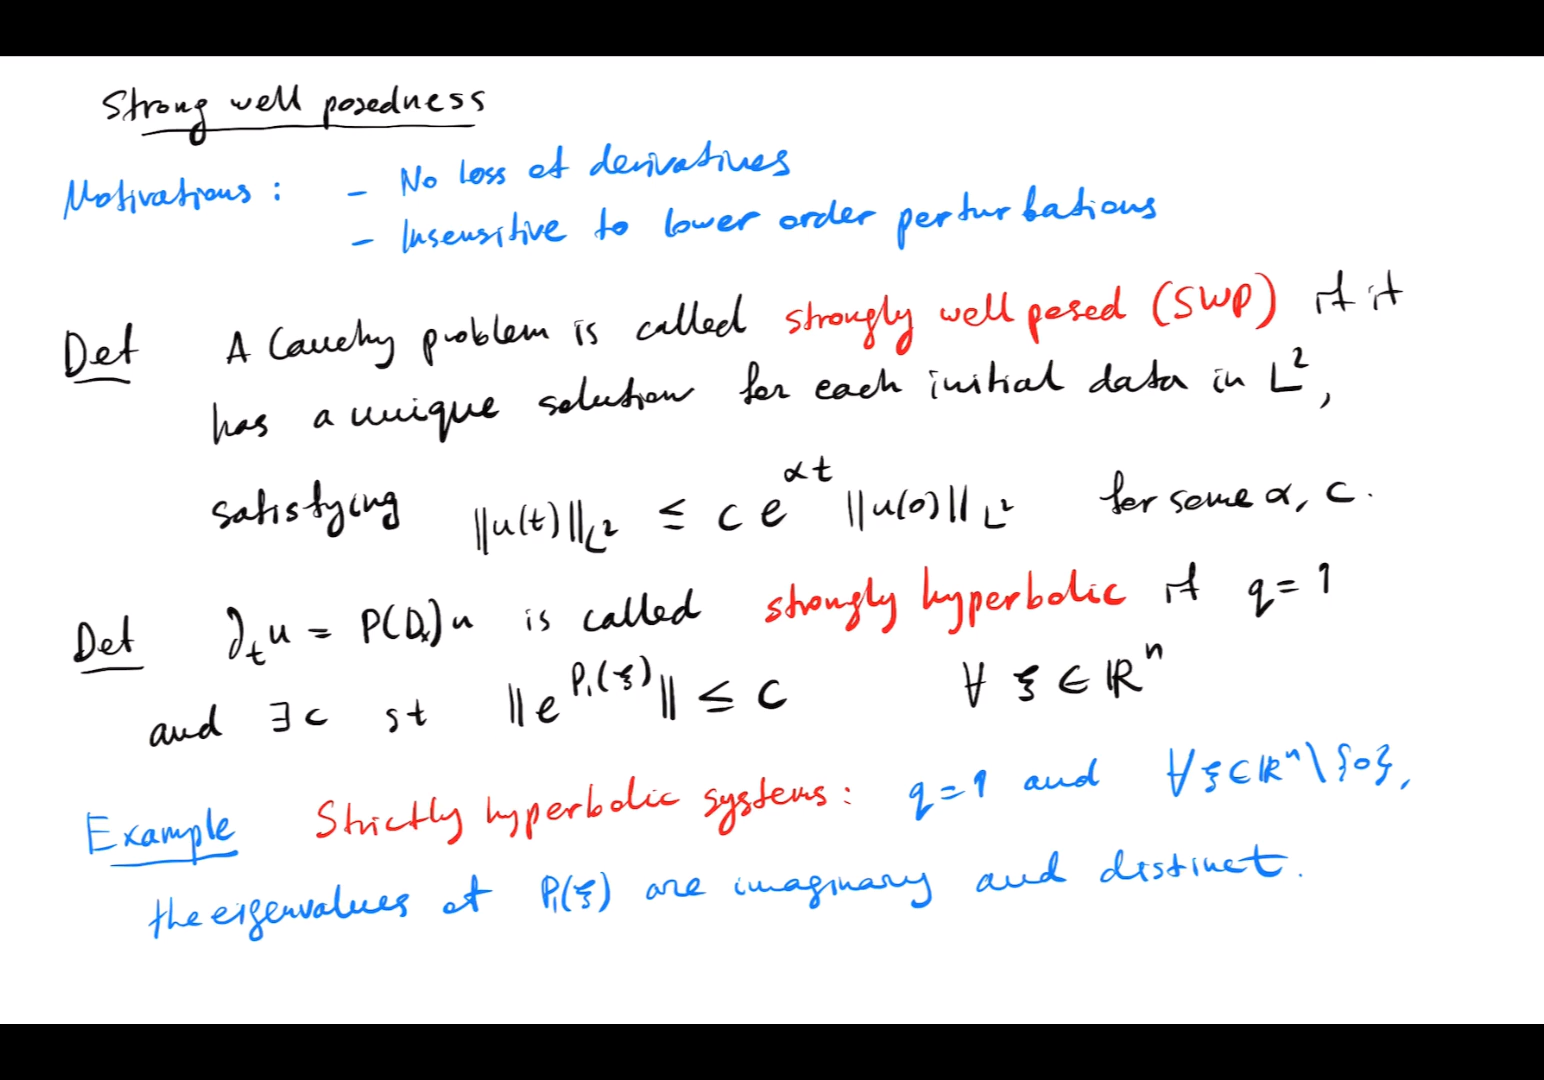 Strong well posedness
Motivations: - No loss of derivatives
- Insensitive to lower order perturbations
Def A Cauchy problem is called strongly well posed (SWP) if it
has a unique solution for each initial data in L²,
satisfying ||u(t)||_{L²} ≤ c e^{αt} ||u(0)||_{L²} for some α, c.
Def ∂_t u = P(D_x)u is called strongly hyperbolic if q = 1
and ∃c st ||e^{P₁(ξ)}|| ≤ c ∀ ξ ∈ ℝⁿ
Example Strictly hyperbolic systems: q = 1 and ∀ξ∈ℝⁿ\{0},
the eigenvalues of P₁(ξ) are imaginary and distinct.